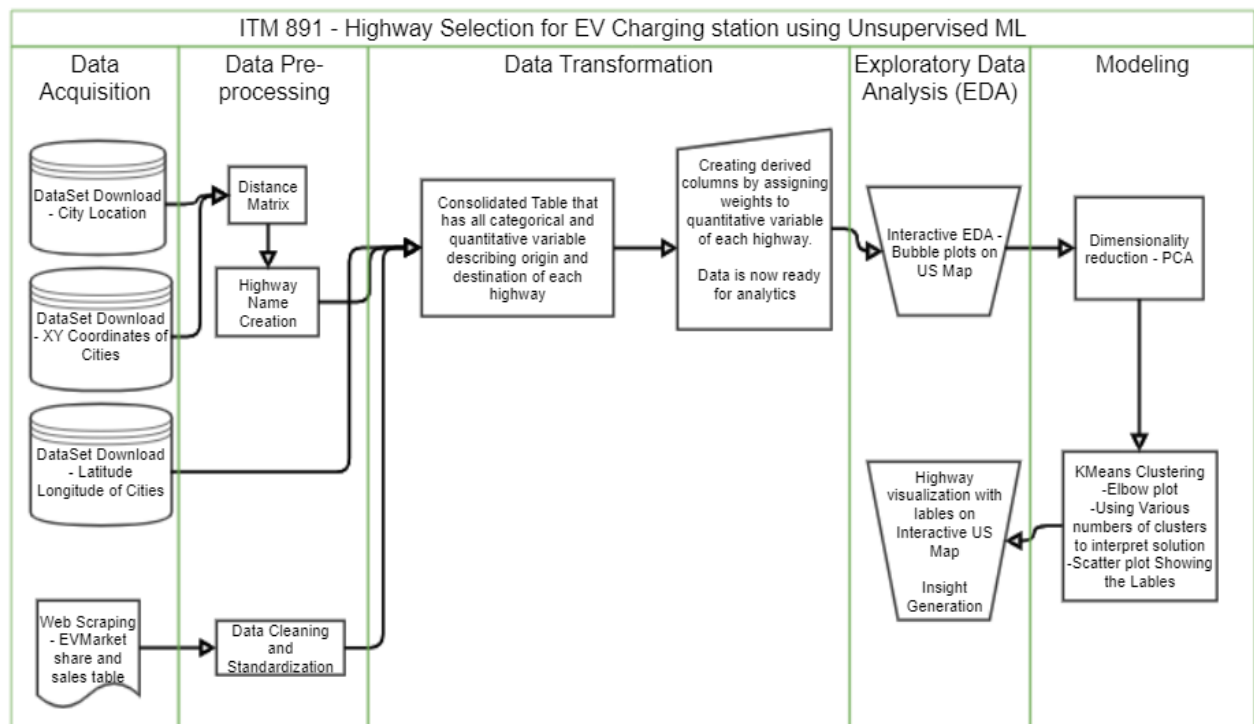 ITM 891 - Highway Selection for EV Charging station using Unsupervised ML
Data
Acquisition
Data Pre-
processing
Data Transformation
Exploratory Data
Analysis (EDA)
Modeling
DataSet Download
- City Location
DataSet Download
- XY Coordinates of
Cities
DataSet Download
- Latitude
Longitude of Cities
Web Scraping
- EVMarket
share and
sales table
Distance
Matrix
Highway
Name
Creation
Data Cleaning
and
Standardization
Consolidated Table that
has all categorical and
quantitative variable
describing origin and
destination of each
highway
Creating derived
columns by assigning
weights to
quantitative variable
of each highway.
Data is now ready
for analytics
Interactive EDA -
Bubble plots on
US Map
Highway
visualization with
lables on
Interactive US
Map
Insight
Generation
Dimensionality
reduction - PCA
KMeans Clustering
-Elbow plot
-Using Various
numbers of clusters
to interpret solution
-Scatter plot Showing
the Lables